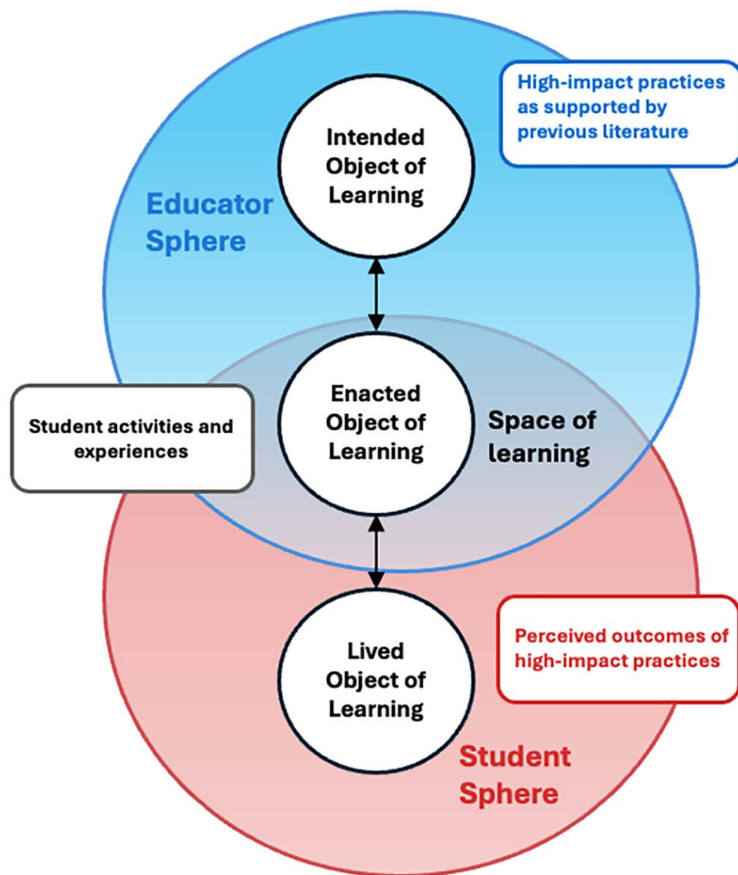 High-impact practices
as supported by
previous literature
Intended
Object of
Learning
Educator
Sphere
Enacted
Object of
Learning
Space of
learning
Student activities and
experiences
Lived
Object of
Learning
Perceived outcomes of
high-impact practices
Student
Sphere